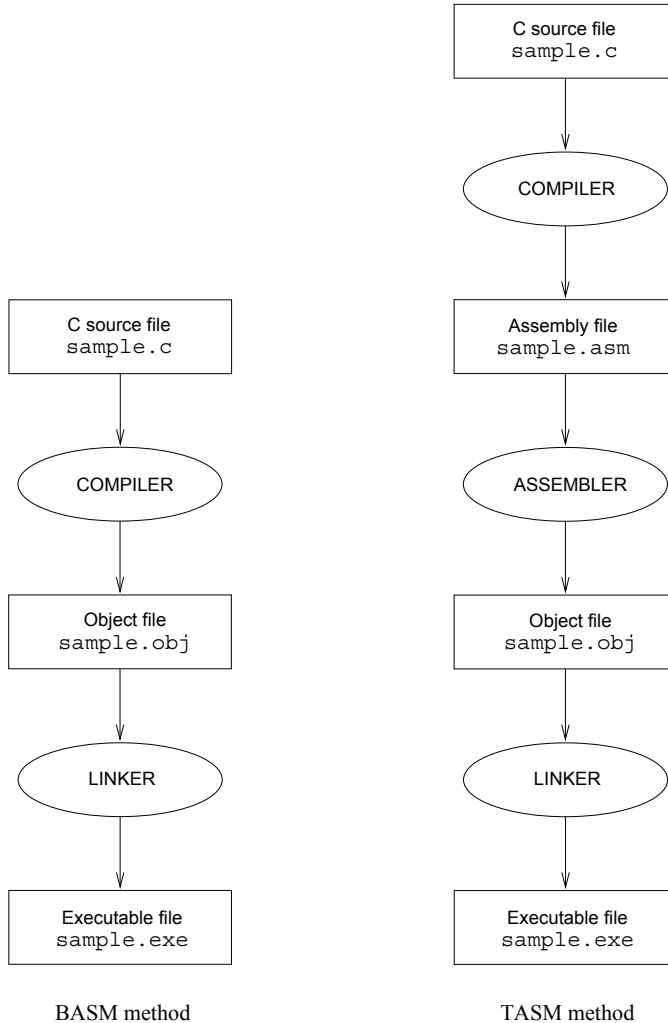 C source file
sample.c
COMPILER
Object file
sample.obj
LINKER
Executable file
sample.exe
BASM method
C source file
sample.c
COMPILER
Assembly file
sample.asm
ASSEMBLER
Object file
sample.obj
LINKER
Executable file
sample.exe
TASM method